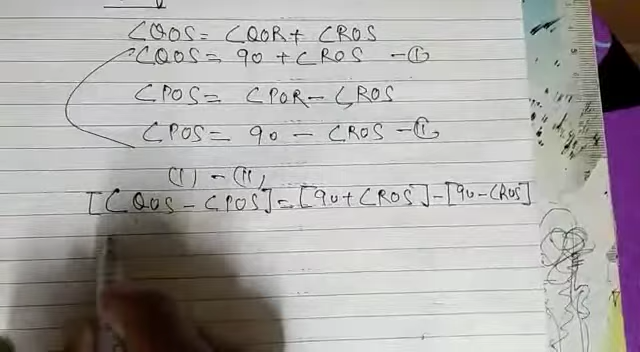 ∠QOS = ∠QOR + ∠ROS
∠QOS = 90 + ∠ROS - (I)
∠POS = ∠POR - ∠ROS
∠POS = 90 - ∠ROS - (II)
(I) - (II)
[∠QOS - ∠POS] = [90 + ∠ROS] - [90 - ∠ROS]